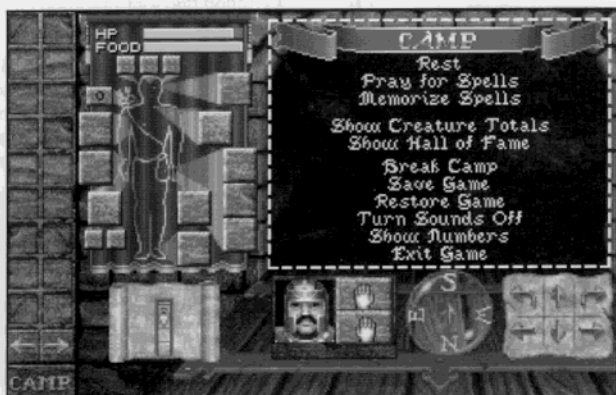 HP
FOOD
0
CAMP
Rest
Pray for Spells
Memorize Spells
Show Creature Totals
Show Hall of Fame
Break Camp
Save Game
Restore Game
Turn Sounds Off
Show Numbers
Exit Game
S
E
W
N
CAMP